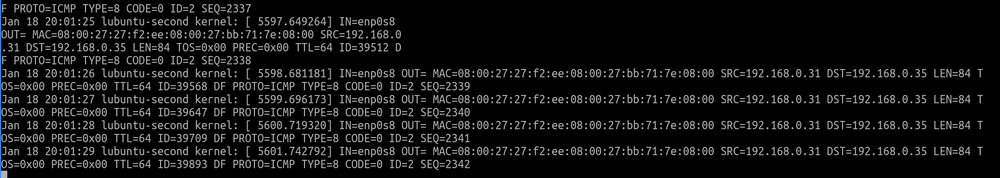 F PROTO=ICMP TYPE=8 CODE=0 ID=2 SEQ=2337
Jan 18 20:01:25 lubuntu-second kernel: [ 5597.649264] IN=enp0s8
OUT= MAC=08:00:27:27:f2:ee:08:00:27:bb:71:7e:08:00 SRC=192.168.0
.31 DST=192.168.0.35 LEN=84 TOS=0x00 PREC=0x00 TTL=64 ID=39512 D
F PROTO=ICMP TYPE=8 CODE=0 ID=2 SEQ=2338
Jan 18 20:01:26 lubuntu-second kernel: [ 5598.681181] IN=enp0s8 OUT= MAC=08:00:27:27:f2:ee:08:00:27:bb:71:7e:08:00 SRC=192.168.0.31 DST=192.168.0.35 LEN=84 T
OS=0x00 PREC=0x00 TTL=64 ID=39568 DF PROTO=ICMP TYPE=8 CODE=0 ID=2 SEQ=2339
Jan 18 20:01:27 lubuntu-second kernel: [ 5599.696173] IN=enp0s8 OUT= MAC=08:00:27:27:f2:ee:08:00:27:bb:71:7e:08:00 SRC=192.168.0.31 DST=192.168.0.35 LEN=84 T
OS=0x00 PREC=0x00 TTL=64 ID=39647 DF PROTO=ICMP TYPE=8 CODE=0 ID=2 SEQ=2340
Jan 18 20:01:28 lubuntu-second kernel: [ 5600.719320] IN=enp0s8 OUT= MAC=08:00:27:27:f2:ee:08:00:27:bb:71:7e:08:00 SRC=192.168.0.31 DST=192.168.0.35 LEN=84 T
OS=0x00 PREC=0x00 TTL=64 ID=39709 DF PROTO=ICMP TYPE=8 CODE=0 ID=2 SEQ=2341
Jan 18 20:01:29 lubuntu-second kernel: [ 5601.742792] IN=enp0s8 OUT= MAC=08:00:27:27:f2:ee:08:00:27:bb:71:7e:08:00 SRC=192.168.0.31 DST=192.168.0.35 LEN=84 T
OS=0x00 PREC=0x00 TTL=64 ID=39893 DF PROTO=ICMP TYPE=8 CODE=0 ID=2 SEQ=2342